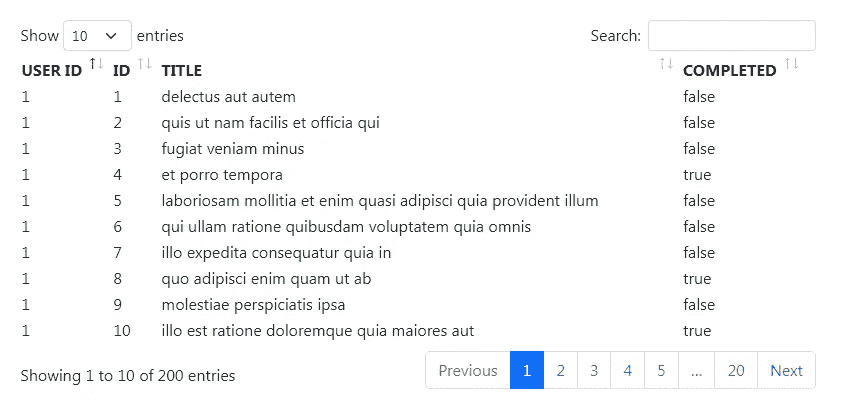 Show 10 entries Search:
USER ID ↑↓ ID ↑↓ TITLE ↑↓ COMPLETED ↑↓
1 1 delectus aut autem false
1 2 quis ut nam facilis et officia qui false
1 3 fugiat veniam minus false
1 4 et porro tempora true
1 5 laboriosam mollitia et enim quasi adipisci quia provident illum false
1 6 qui ullam ratione quibusdam voluptatem quia omnis false
1 7 illo expedita consequatur quia in false
1 8 quo adipisci enim quam ut ab true
1 9 molestiae perspiciatis ipsa false
1 10 illo est ratione doloremque quia maiores aut true
Showing 1 to 10 of 200 entries Previous 1 2 3 4 5 … 20 Next